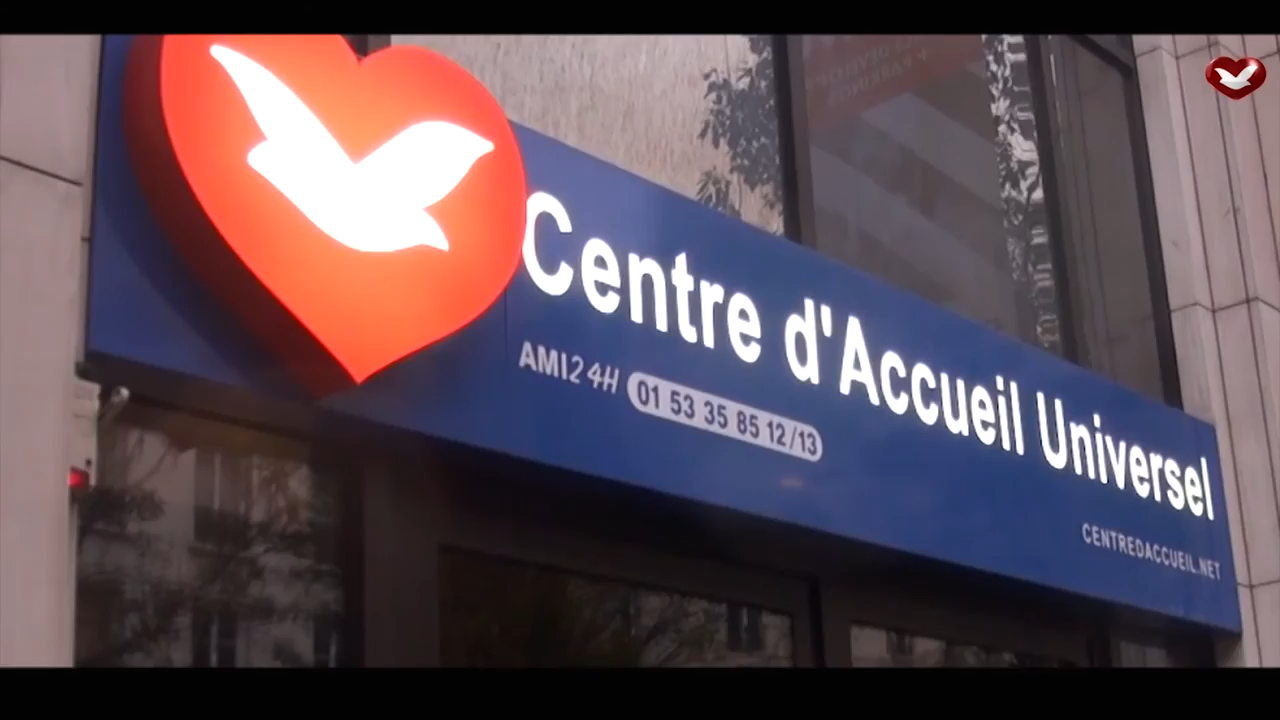 Centre d'Accueil Universel
AMI24H 01 53 35 85 12/13
CENTREDACCUEIL.NET